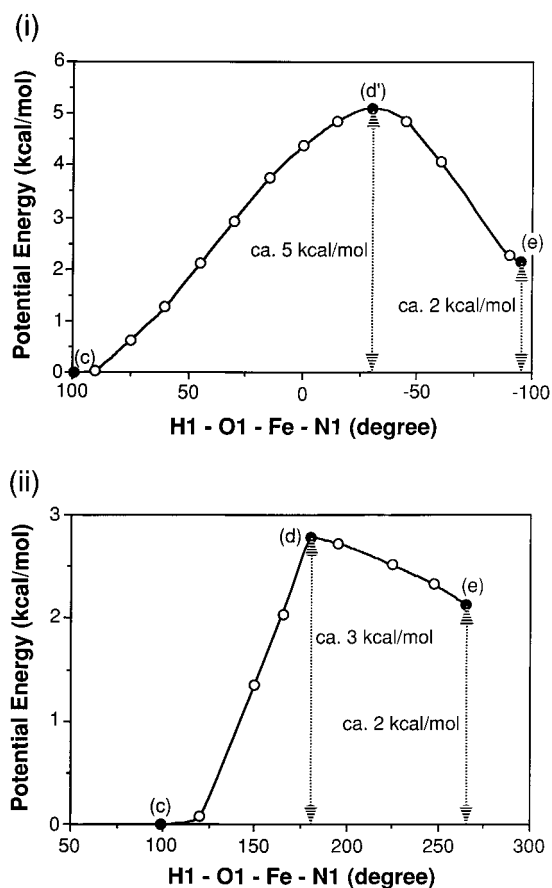 (i)
6
5
4
3
2
1
0
Potential Energy (kcal/mol)
(c)
(d')
(e)
ca. 5 kcal/mol
ca. 2 kcal/mol
100
50
0
-50
-100
H1 - O1 - Fe - N1 (degree)
(ii)
3
2
1
0
Potential Energy (kcal/mol)
(c)
(d)
(e)
ca. 3 kcal/mol
ca. 2 kcal/mol
50
100
150
200
250
300
H1 - O1 - Fe - N1 (degree)